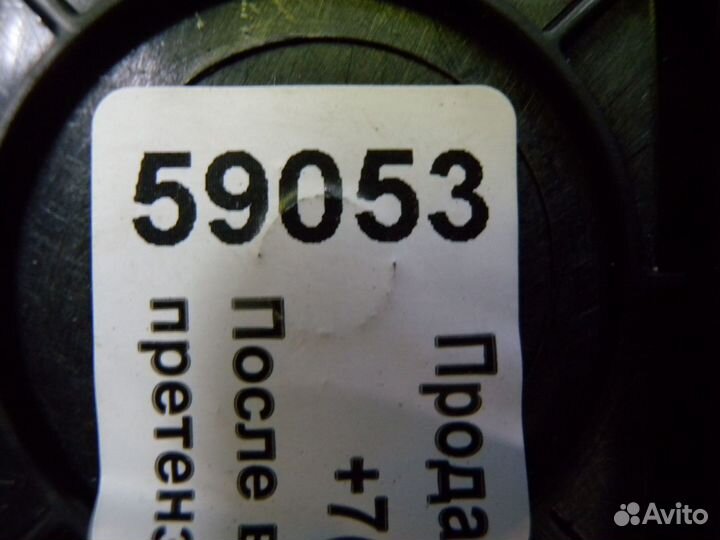 59053
Прода
+7
После в
претенз
Avito